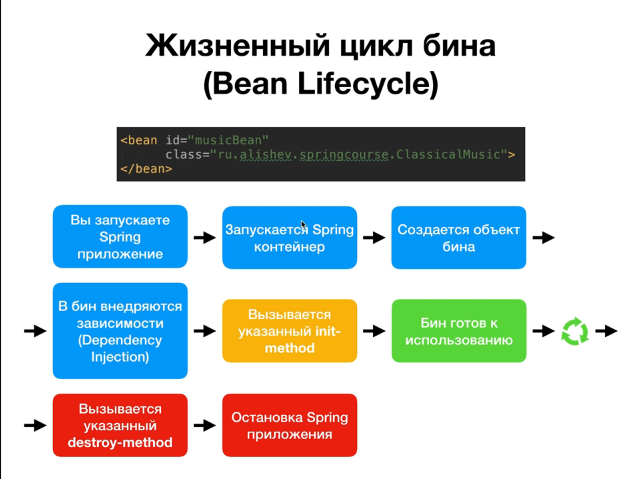 Жизненный цикл бина
(Bean Lifecycle)
<bean id="musicBean"
class="ru.alishev.springcourse.ClassicalMusic">
</bean>
Вы запускаете
Spring
приложение
Запускается Spring
контейнер
Создается объект
бина
В бин внедряются
зависимости
(Dependency
Injection)
Вызывается
указанный init-
method
Бин готов к
использованию
Вызывается
указанный
destroy-method
Остановка Spring
приложения